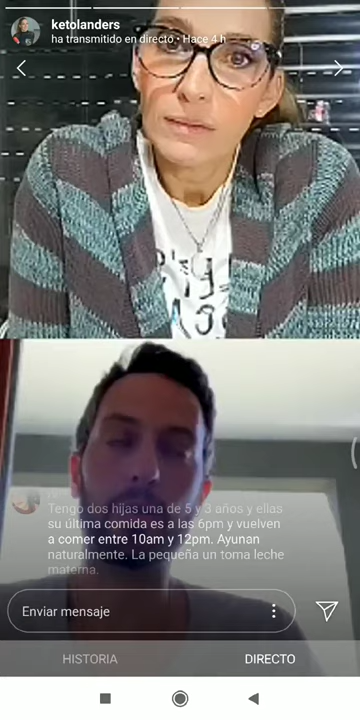 ketolanders
ha transmitido en directo • Hace 4 h
Tengo dos hijas una de 5 y 3 años y ellas
su última comida es a las 6pm y vuelven
a comer entre 10am y 12pm. Ayunan
naturalmente. La pequeña un toma leche
materna.
Enviar mensaje
HISTORIA
DIRECTO